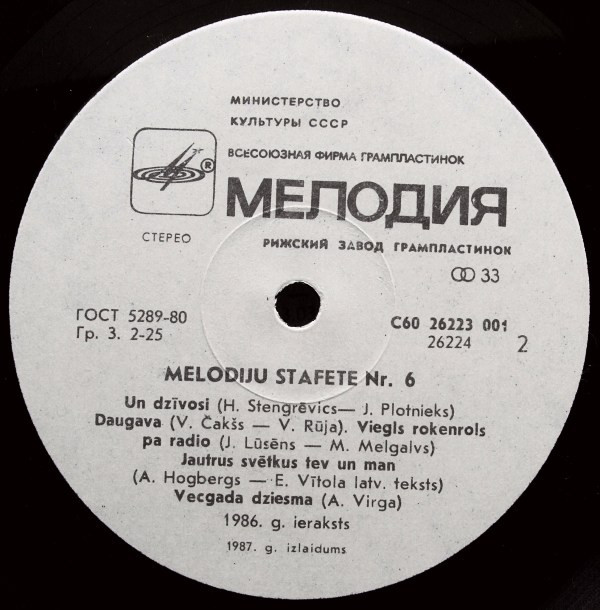 МИНИСТЕРСТВО
КУЛЬТУРЫ СССР
ВСЕСОЮЗНАЯ ФИРМА ГРАМПЛАСТИНОК
МЕЛОДИЯ
СТЕРЕО
РИЖСКИЙ ЗАВОД ГРАМПЛАСТИНОК
33
ГОСТ 5289-80
Гр. 3. 2-25
С60 26223 001
26224
2
MELODIJU STAFETE Nr. 6
Un dzīvosi (H. Stengrēvics— J. Plotnieks)
Daugava (V. Čakšs — V. Rūja). Viegls rokenrols
pa radio (J. Lūsēns — M. Melgalvs)
Jautrus svētkus tev un man
(A. Hogbergs — E. Vītola latv. teksts)
Vecgada dziesma (A. Virga)
1986. g. ieraksts
1987. g. izlaidums